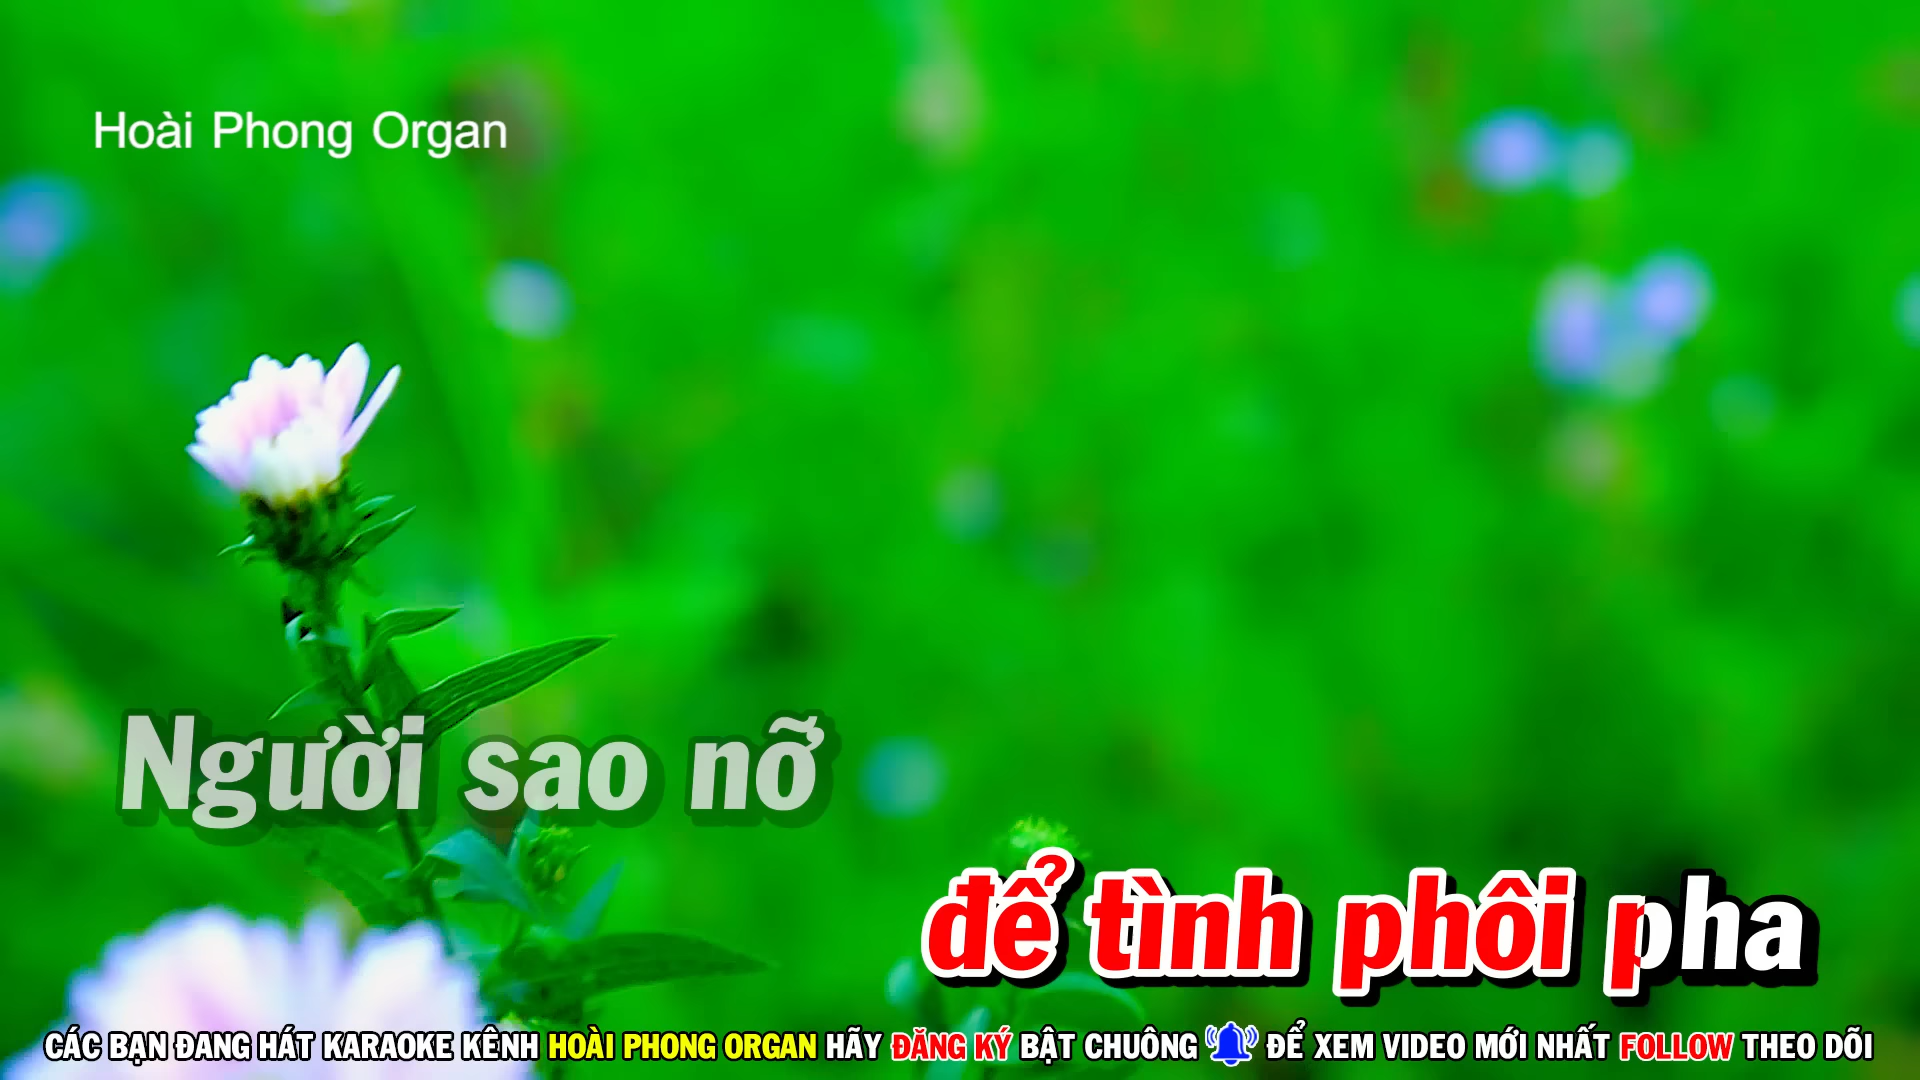 Hoài Phong Organ
Người sao nỡ
để tình phôi pha
CÁC BẠN ĐANG HÁT KARAOKE KÊNH HOÀI PHONG ORGAN HÃY ĐĂNG KÝ BẬT CHUÔNG ĐỂ XEM VIDEO MỚI NHẤT FOLLOW THEO DÕI